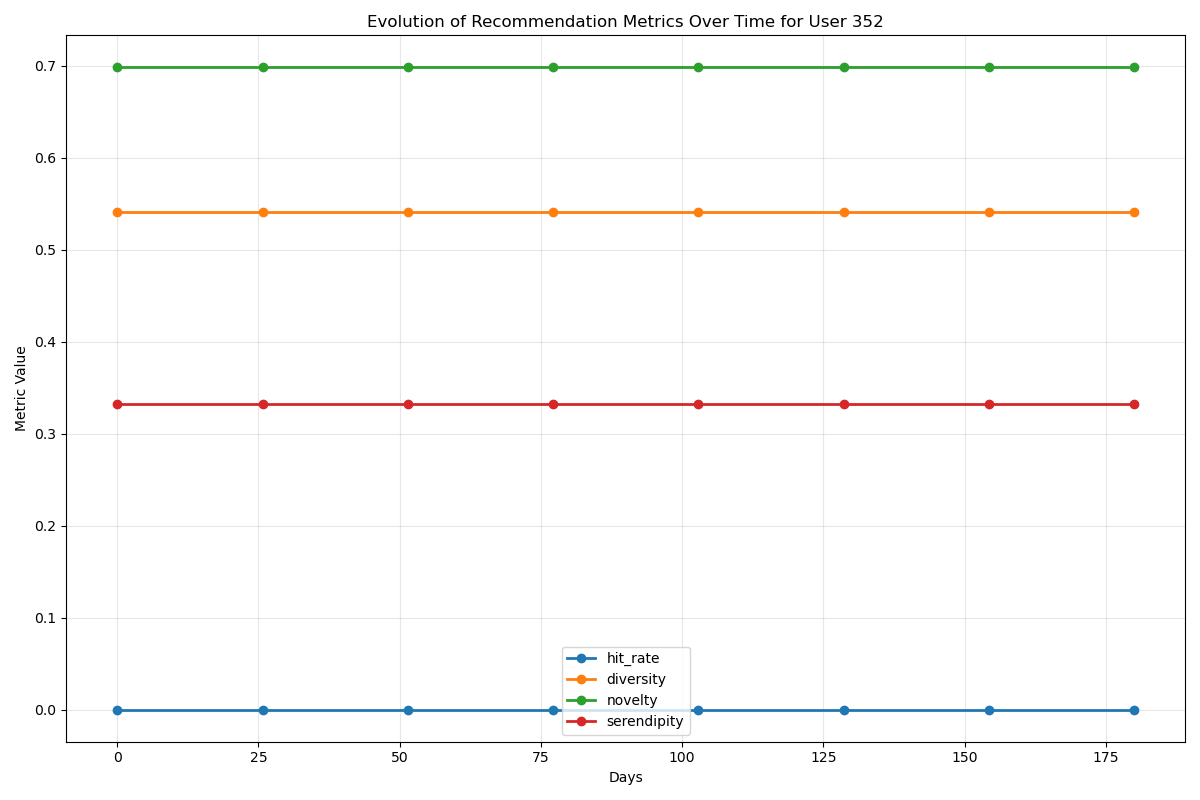 Evolution of Recommendation Metrics Over Time for User 352
Metric Value
0.7
0.6
0.5
0.4
0.3
0.2
0.1
0.0
hit_rate
diversity
novelty
serendipity
0 25 50 75 100 125 150 175
Days